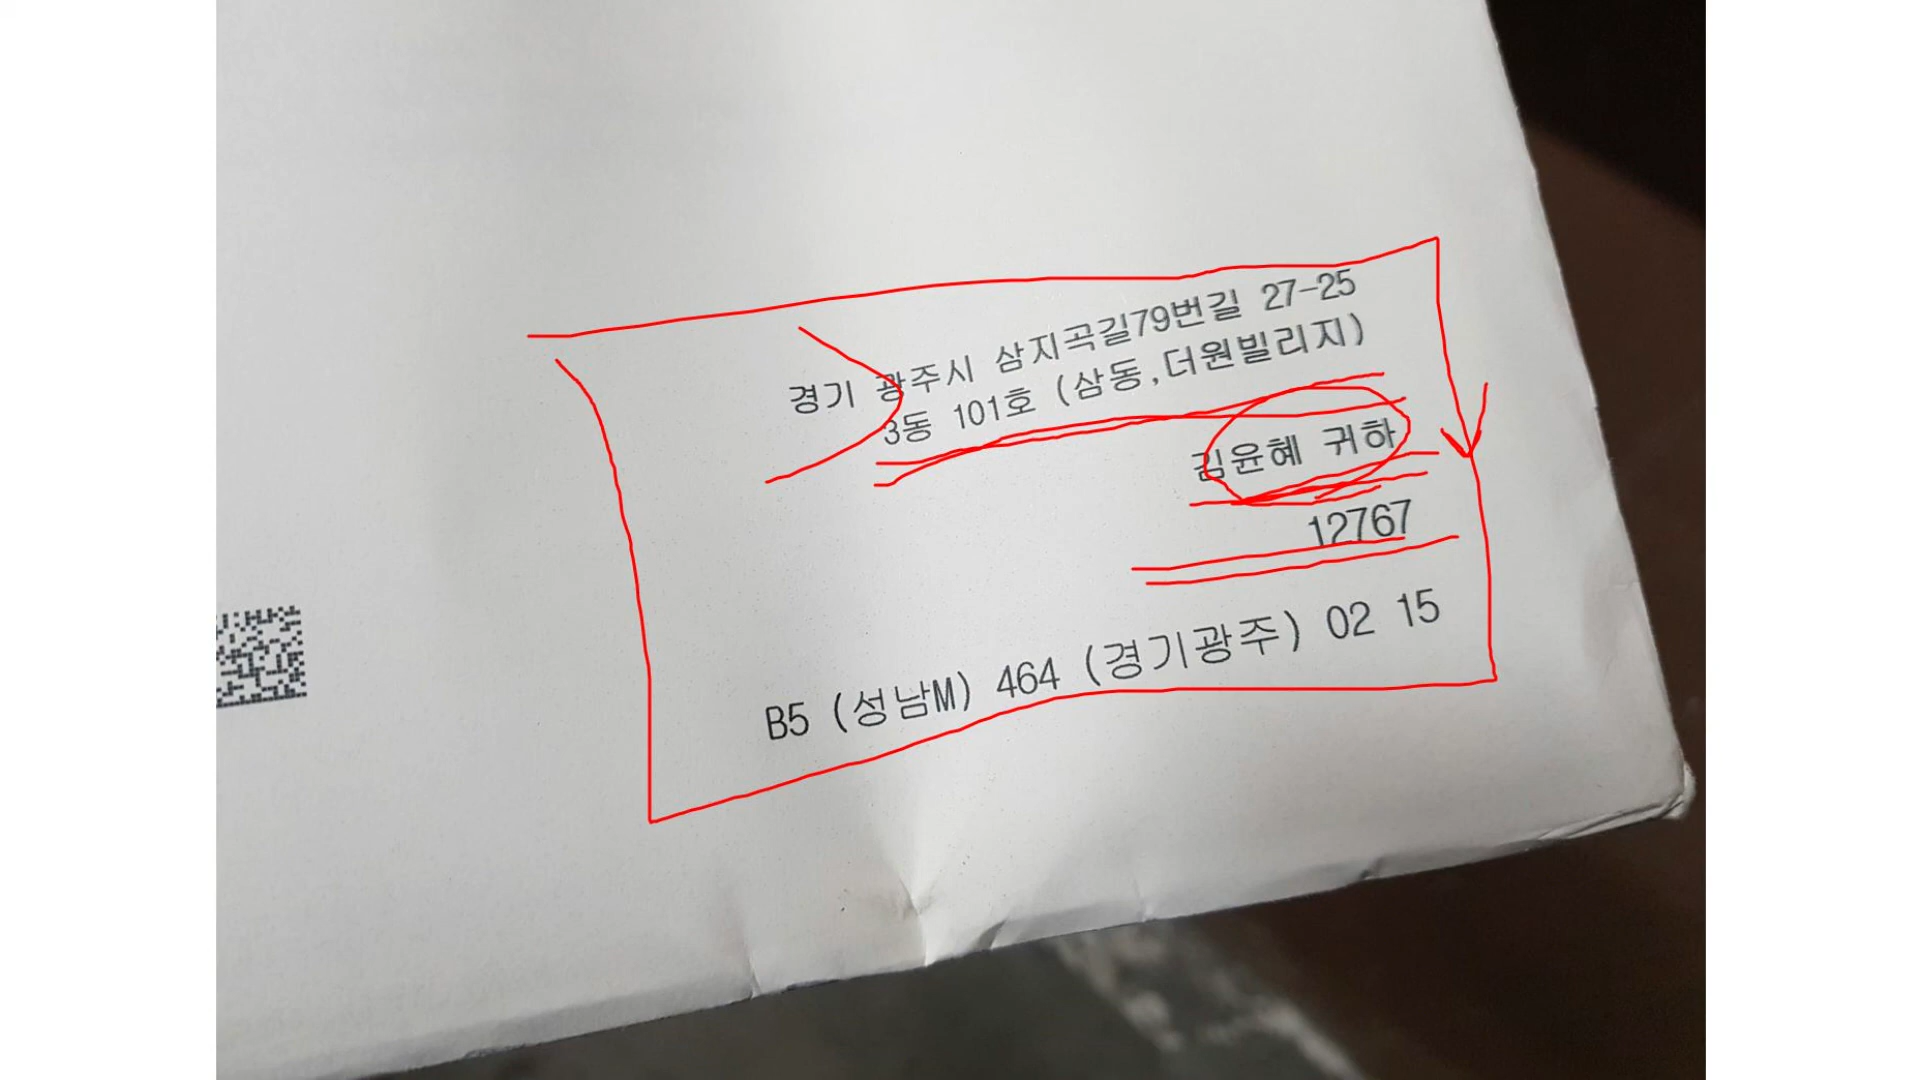 경기 광주시 삼지곡길79번길 27-25
3동 101호 (삼동,더원빌리지)
김윤혜 귀하
12767
B5 (성남M) 464 (경기광주) 02 15